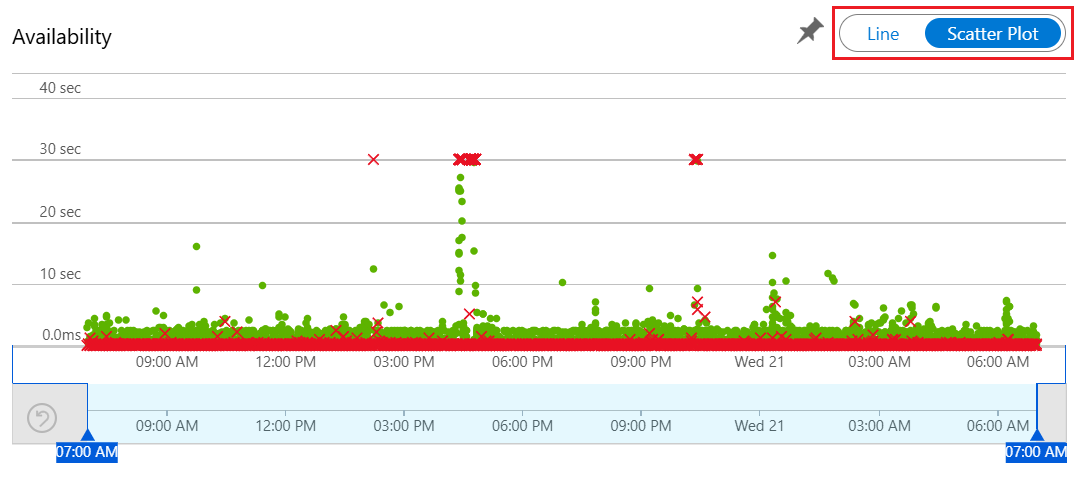 Availability
Line
Scatter Plot
40 sec
30 sec
20 sec
10 sec
0.0ms
09:00 AM 12:00 PM 03:00 PM 06:00 PM 09:00 PM Wed 21 03:00 AM 06:00 AM
09:00 AM 12:00 PM 03:00 PM 06:00 PM 09:00 PM Wed 21 03:00 AM 06:00 AM
07:00 AM 07:00 AM